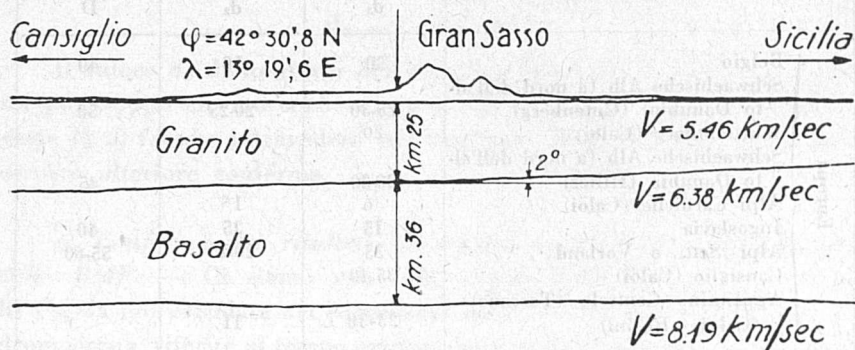 Cansiglio
φ=42° 30',8 N
λ=13° 19',6 E
Gran Sasso
Sicilia
Granito
km.25
V=5.46 Km/sec
2°
V=6.38 Km/sec
Basalto
km. 36
V=8.19 Km/sec